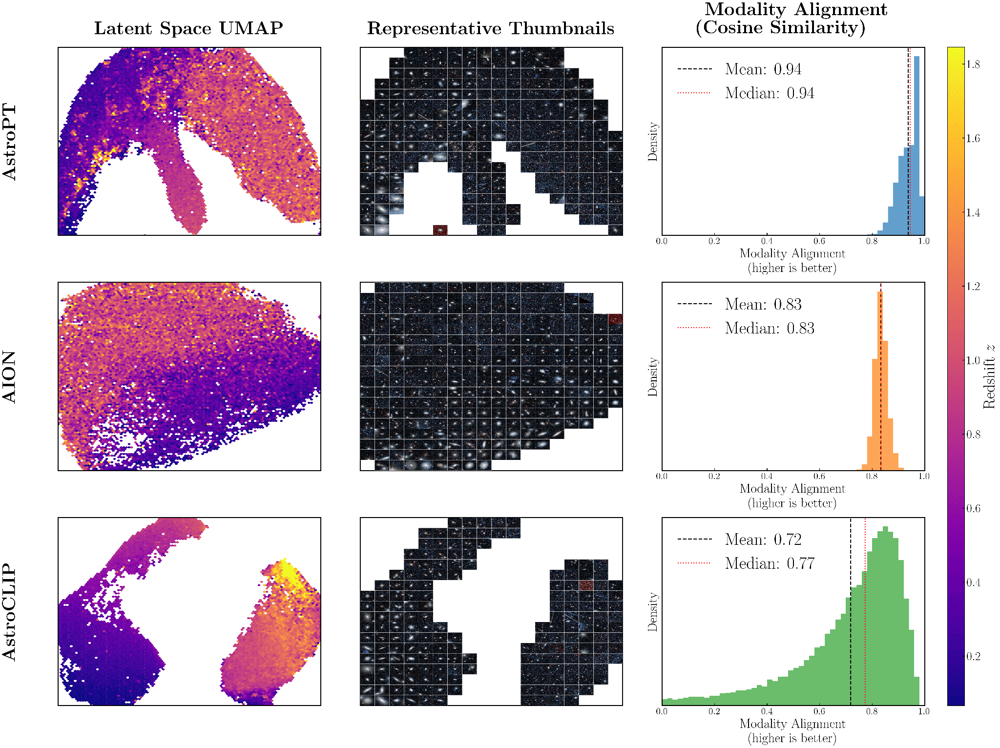 Latent Space UMAP
Representative Thumbnails
Modality Alignment
(Cosine Similarity)
AstroPT
Density
Mean: 0.94
Median: 0.94
0.0 0.2 0.4 0.6 0.8 1.0
Modality Alignment
(higher is better)
AION
Density
Mean: 0.83
Median: 0.83
0.0 0.2 0.4 0.6 0.8 1.0
Modality Alignment
(higher is better)
AstroCLIP
Density
Mean: 0.72
Median: 0.77
0.0 0.2 0.4 0.6 0.8 1.0
Modality Alignment
(higher is better)
1.8
1.6
1.4
1.2
1.0
0.8
0.6
0.4
0.2
Redshift z